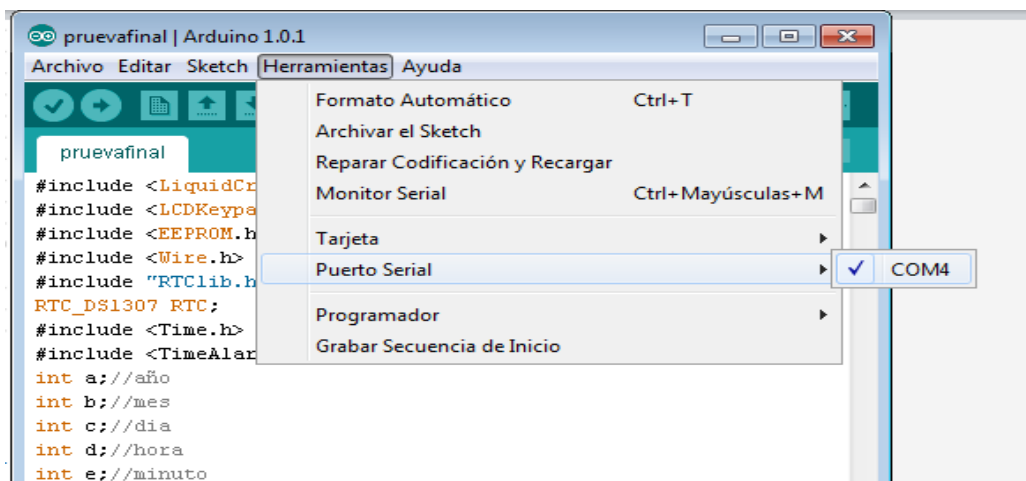 pruevafinal | Arduino 1.0.1
Archivo Editar Sketch Herramientas Ayuda
Formato Automático Ctrl+T
Archivar el Sketch
Reparar Codificación y Recargar
Monitor Serial Ctrl+Mayúsculas+M
Tarjeta
Puerto Serial
COM4
Programador
Grabar Secuencia de Inicio
pruevafinal
#include <LiquidCr
#include <LCDKeypa
#include <EEPROM.h
#include <Wire.h>
#include "RTClib.h
RTC_DS1307 RTC;
#include <Time.h>
#include <TimeAlar
int a;//año
int b;//mes
int c;//dia
int d;//hora
int e;//minuto